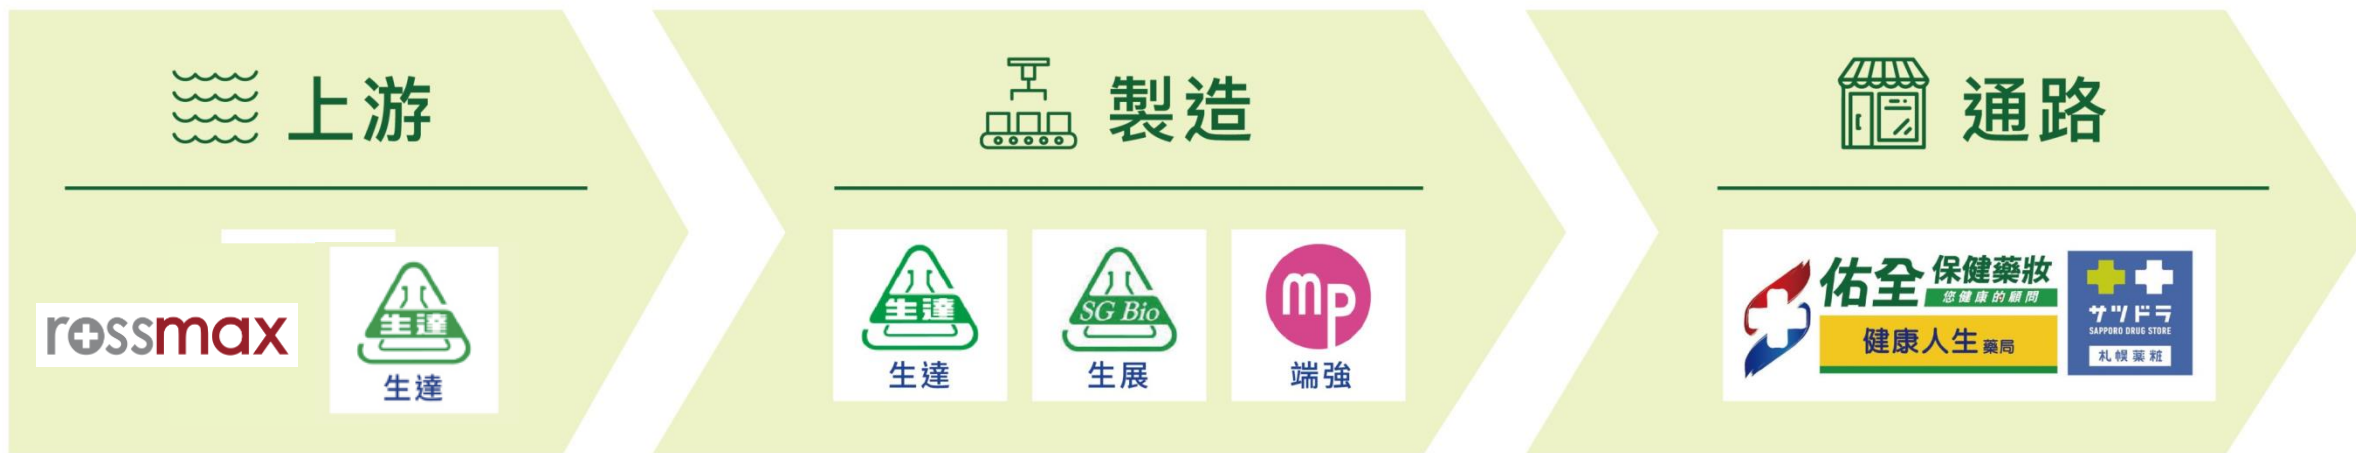 上游
rossmax
生達
生達
製造
生達
生達
SG Bio
生展
mp
端強
通路
佑全 保健藥妝
您健康的顧問
健康人生 藥局
サツドラ
SAPPORO DRUG STORE
札幌藥粧